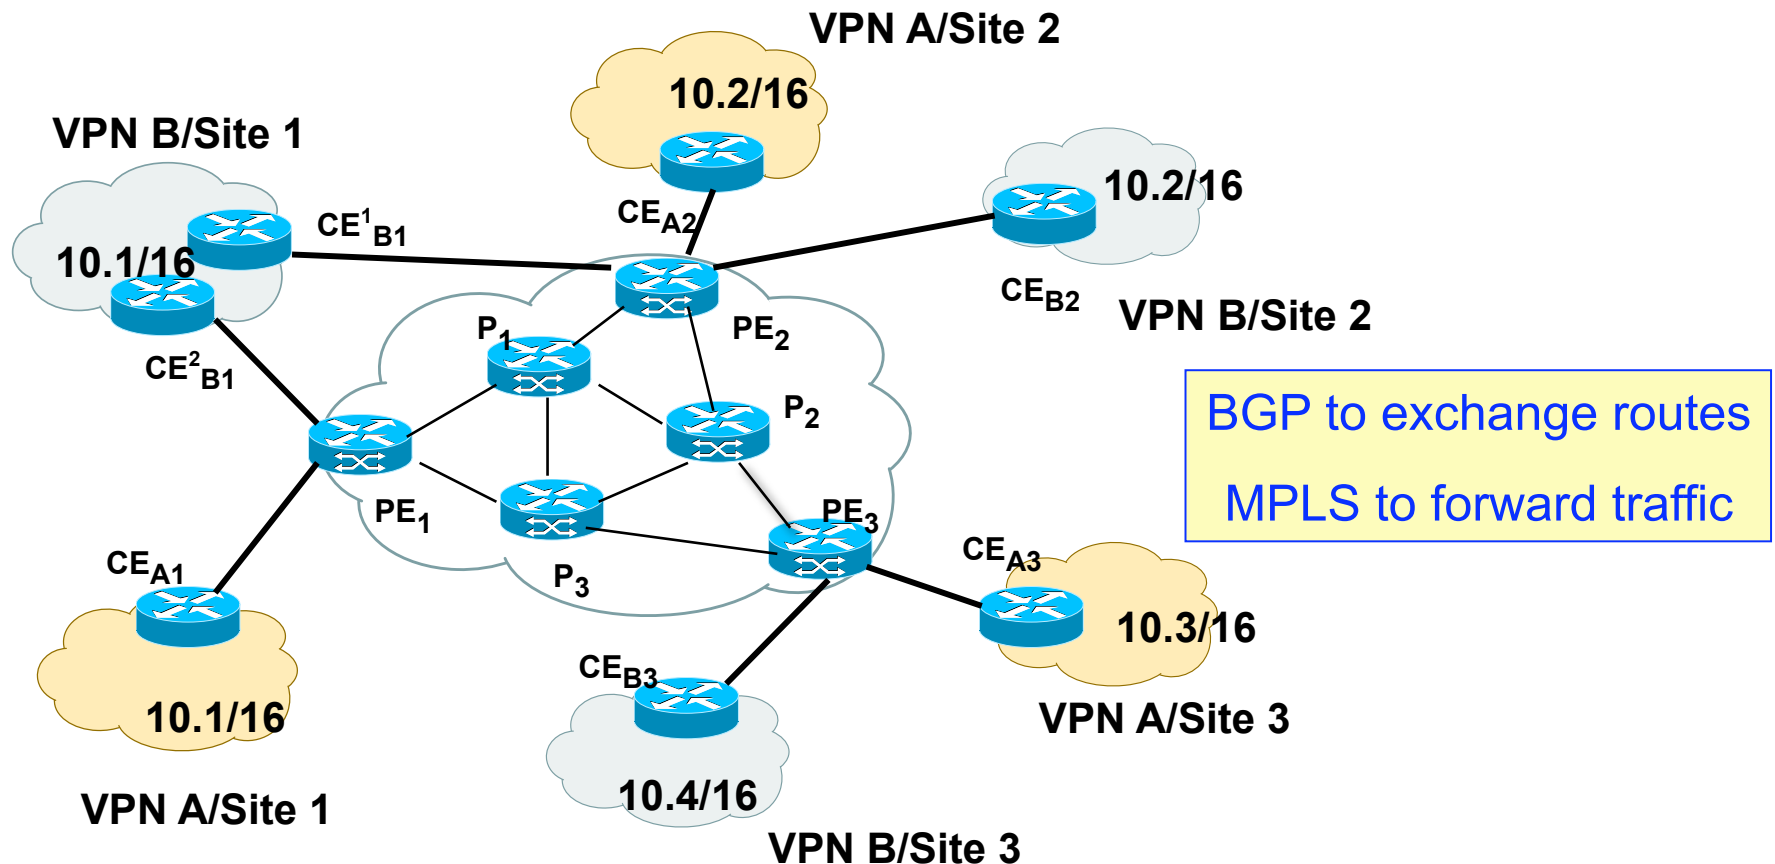 VPN A/Site 2
10.2/16
VPN B/Site 1
10.2/16
CE¹B1
CEA2
10.1/16
CEB2
VPN B/Site 2
P1
PE2
CE²B1
BGP to exchange routes
P2
MPLS to forward traffic
PE1
PE3
CEA3
CEA1
P3
10.3/16
CEB3
10.1/16
VPN A/Site 3
10.4/16
VPN A/Site 1
VPN B/Site 3